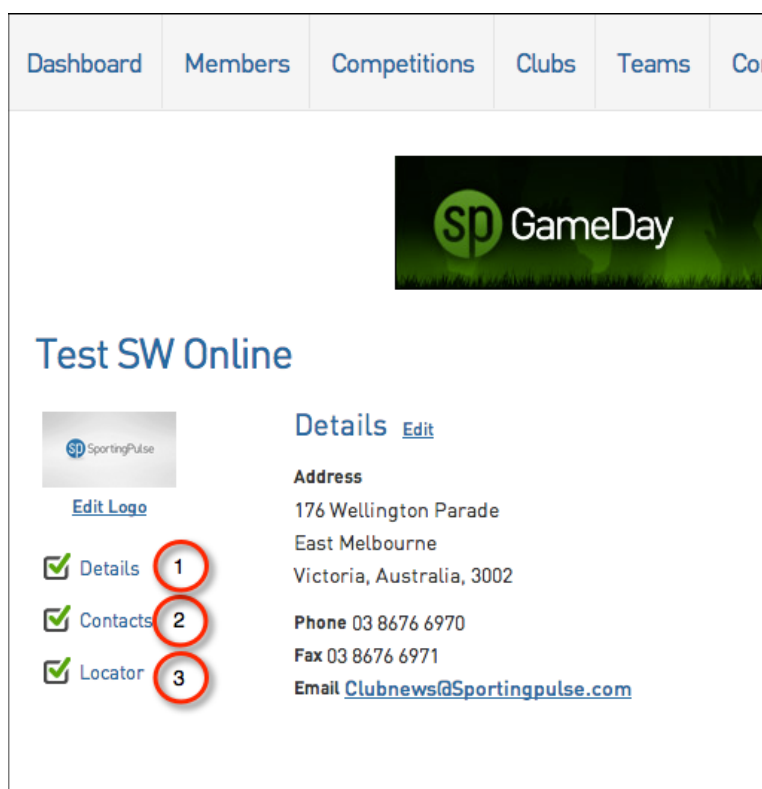 Dashboard Members Competitions Clubs Teams
sp GameDay
Test SW Online
sp SportingPulse
Edit Logo
Details 1
Contacts 2
Locator 3
Details Edit
Address
176 Wellington Parade
East Melbourne
Victoria, Australia, 3002
Phone 03 8676 6970
Fax 03 8676 6971
Email Clubnews@Sportingpulse.com